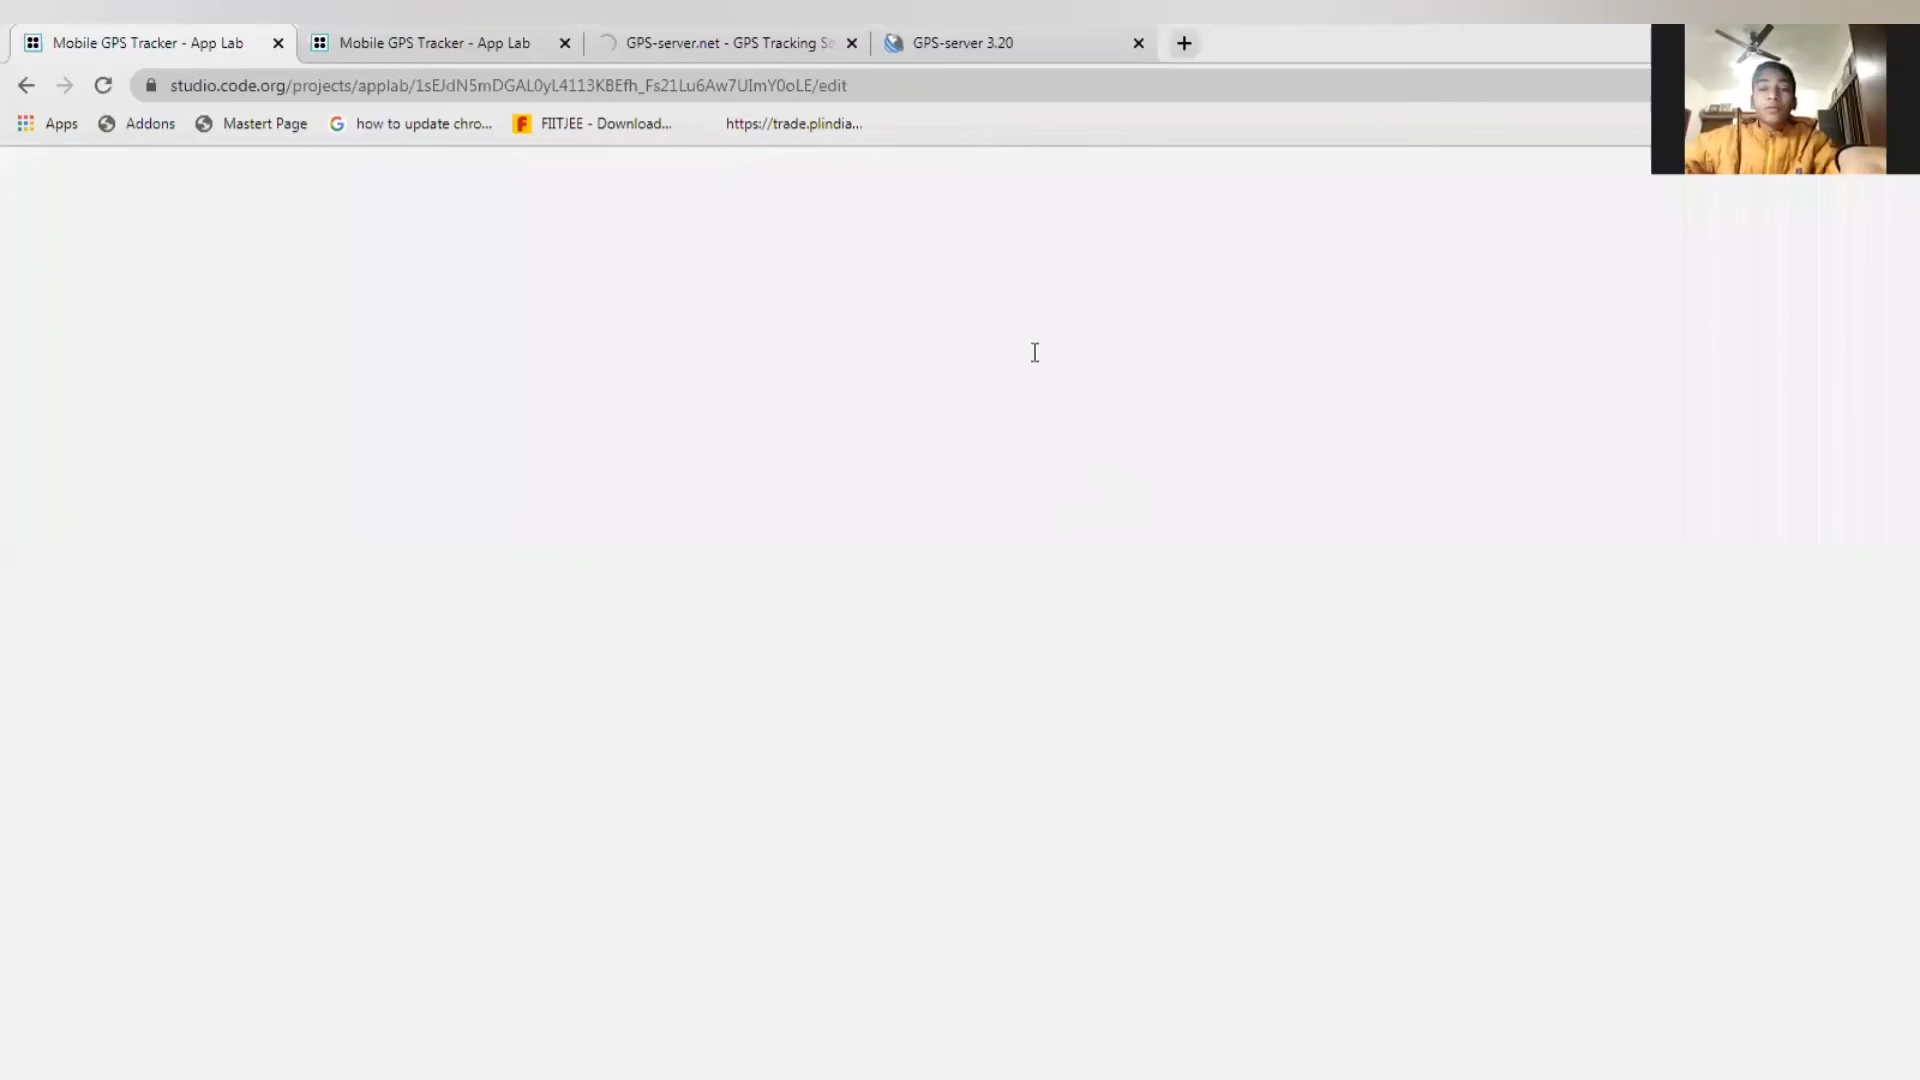 Mobile GPS Tracker - App Lab
Mobile GPS Tracker - App Lab
GPS-server.net - GPS Tracking So
GPS-server 3.20
studio.code.org/projects/applab/1sEJdN5mDGAL0yL4113KBEfh_Fs21Lu6Aw7UImY0oLE/edit
Apps
Addons
Mastert Page
how to update chro...
FIITJEE - Download...
https://trade.plindia...